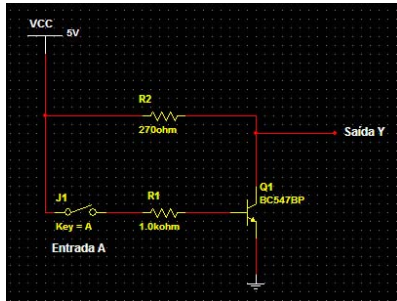 VCC
5V
R2
270ohm
Saída Y
Q1
BC547BP
J1
R1
Key = A
1.0kohm
Entrada A